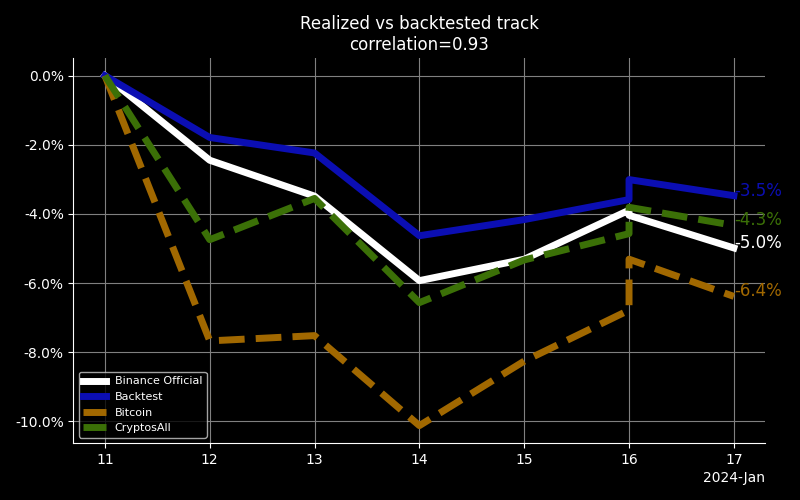 Realized vs backtested track
correlation=0.93
0.0%
-2.0%
-4.0%
-6.0%
-8.0%
-10.0%
-3.5%
-4.3%
-5.0%
-6.4%
Binance Official
Backtest
Bitcoin
CryptosAll
11 12 13 14 15 16 17
2024-Jan